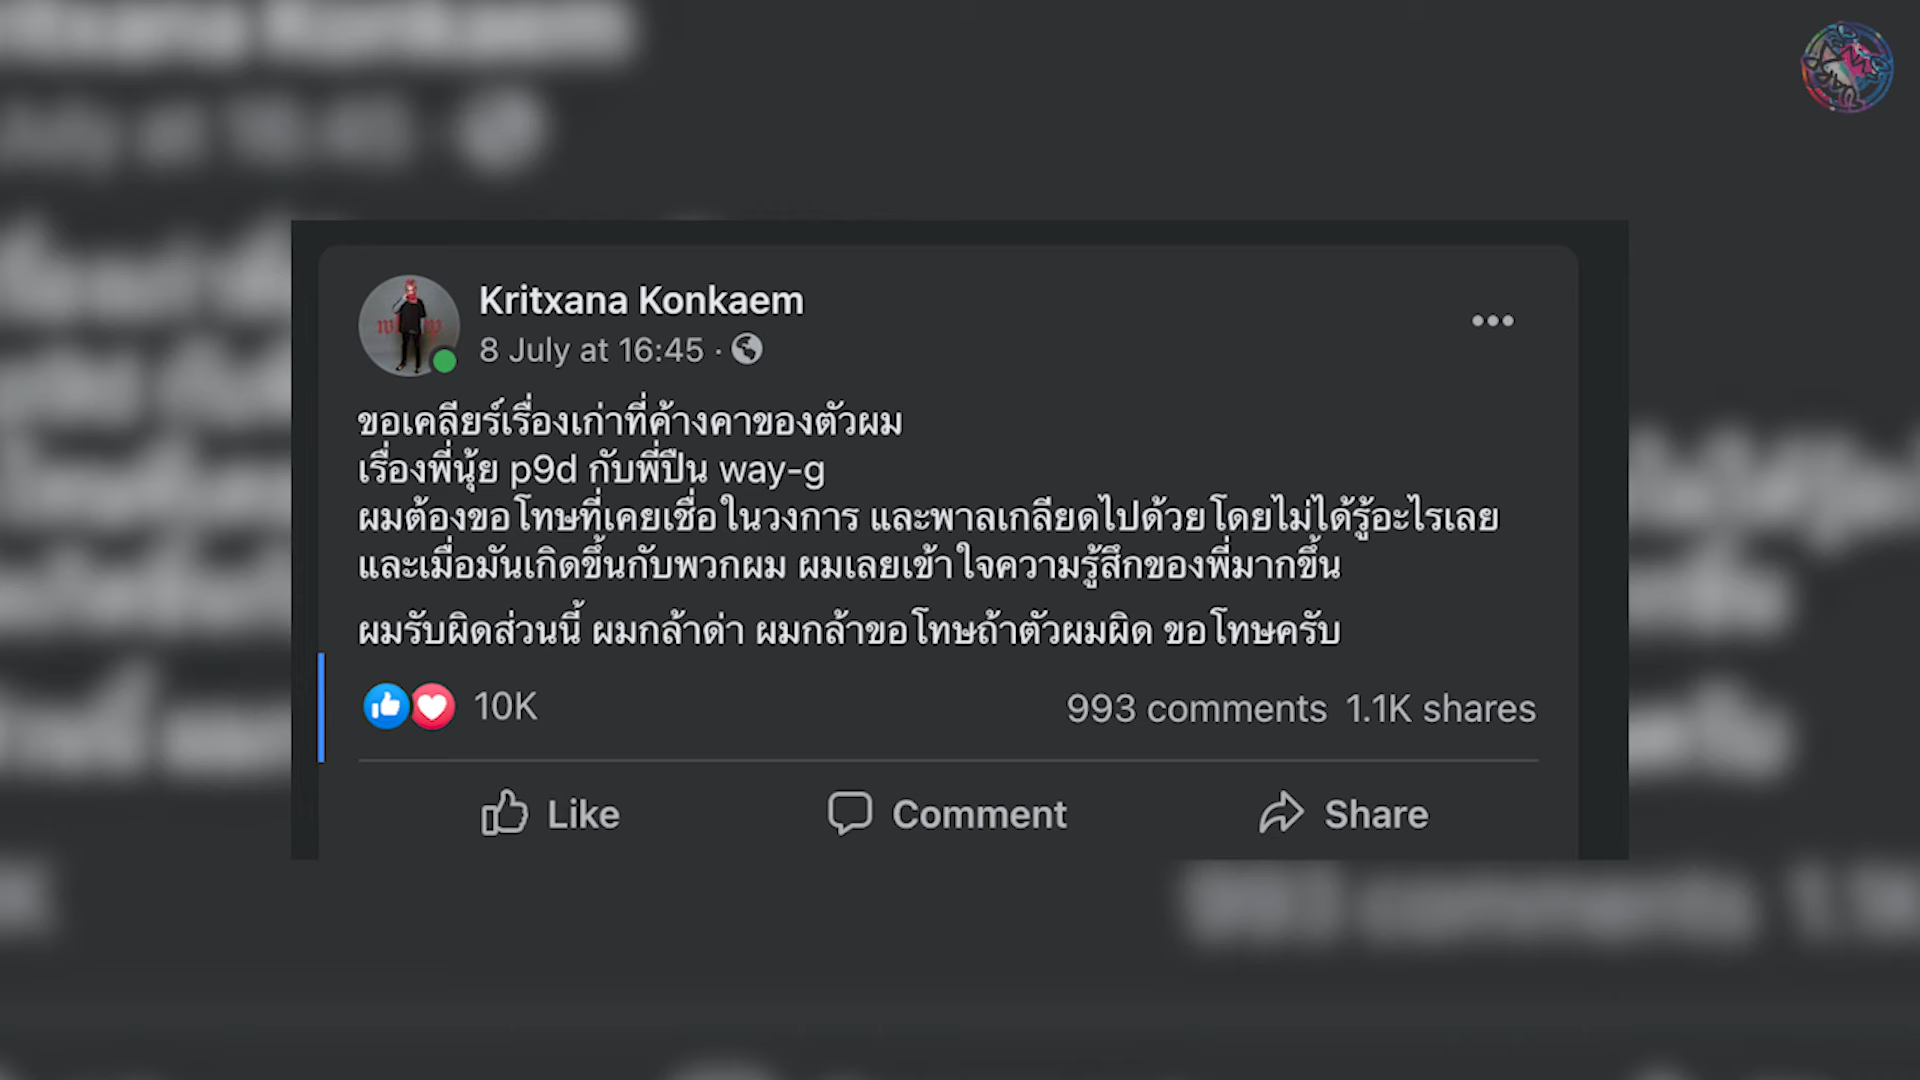 Kritxana Konkaem
8 July at 16:45 ·
ขอเคลียร์เรื่องเก่าที่ค้างคาของตัวผม
เรื่องพี่นุ้ย p9d กับพี่ปืน way-g
ผมต้องขอโทษที่เคยเชื่อในวงการ และพาลเกลียดไปด้วยโดยไม่ได้รู้อะไรเลย
และเมื่อมันเกิดขึ้นกับพวกผม ผมเลยเข้าใจความรู้สึกของพี่มากขึ้น
ผมรับผิดส่วนนี้ ผมกล้าด่า ผมกล้าขอโทษถ้าตัวผมผิด ขอโทษครับ
10K 993 comments 1.1K shares
Like Comment Share